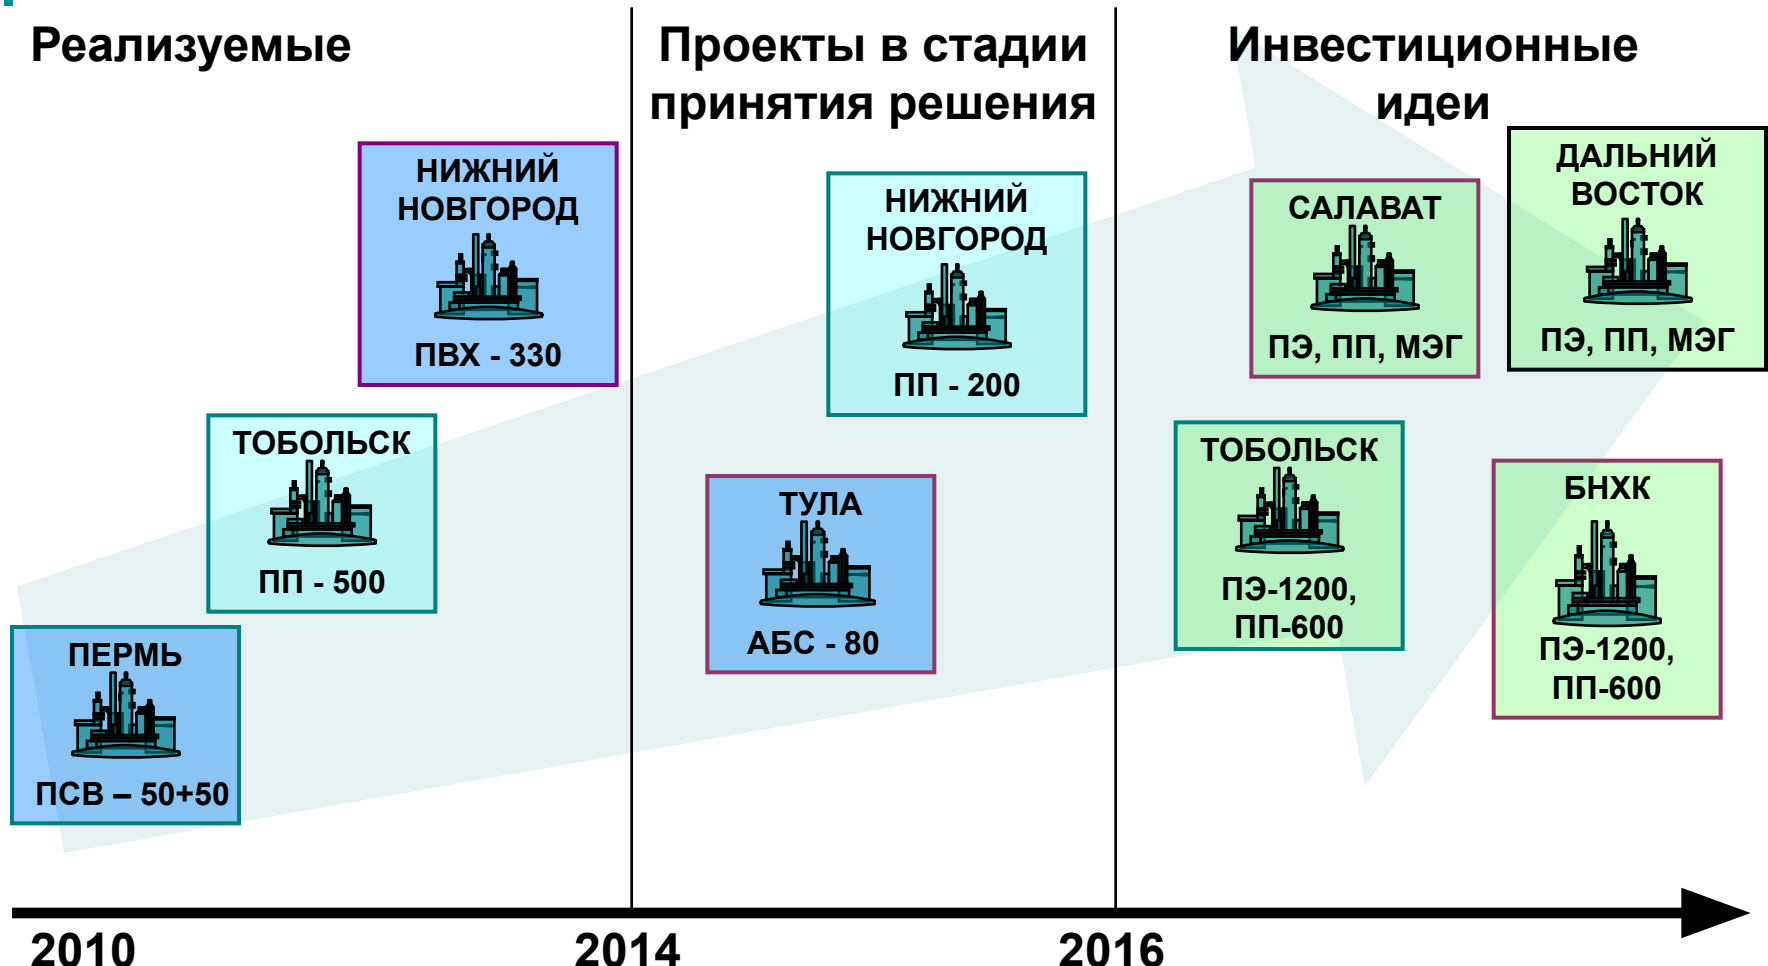 Реализуемые
Проекты в стадии
принятия решения
Инвестиционные
идеи
НИЖНИЙ
НОВГОРОД
ПВХ - 330
ТОБОЛЬСК
ПП - 500
ПЕРМЬ
ПСВ – 50+50
НИЖНИЙ
НОВГОРОД
ПП - 200
ТУЛА
АБС - 80
САЛАВАТ
ПЭ, ПП, МЭГ
ДАЛЬНИЙ
ВОСТОК
ПЭ, ПП, МЭГ
ТОБОЛЬСК
ПЭ-1200,
ПП-600
БНХК
ПЭ-1200,
ПП-600
2010
2014
2016